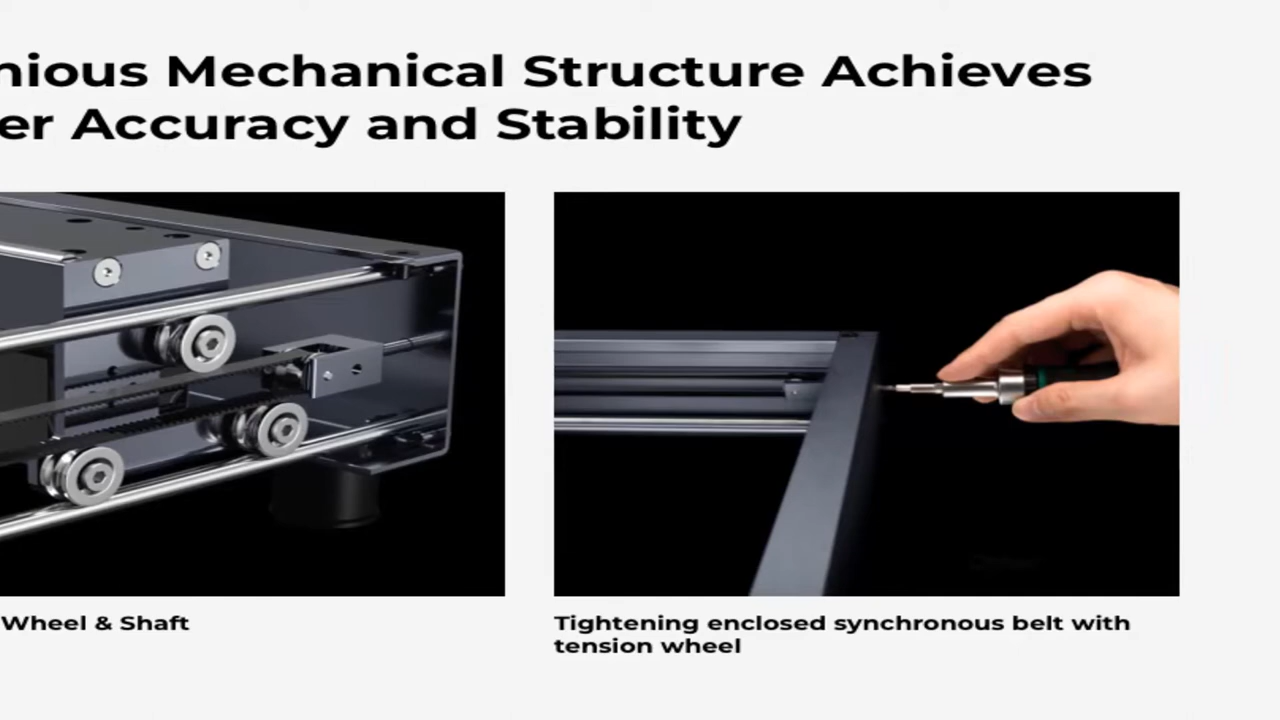 nious Mechanical Structure Achieves
er Accuracy and Stability
Wheel & Shaft
Tightening enclosed synchronous belt with
tension wheel